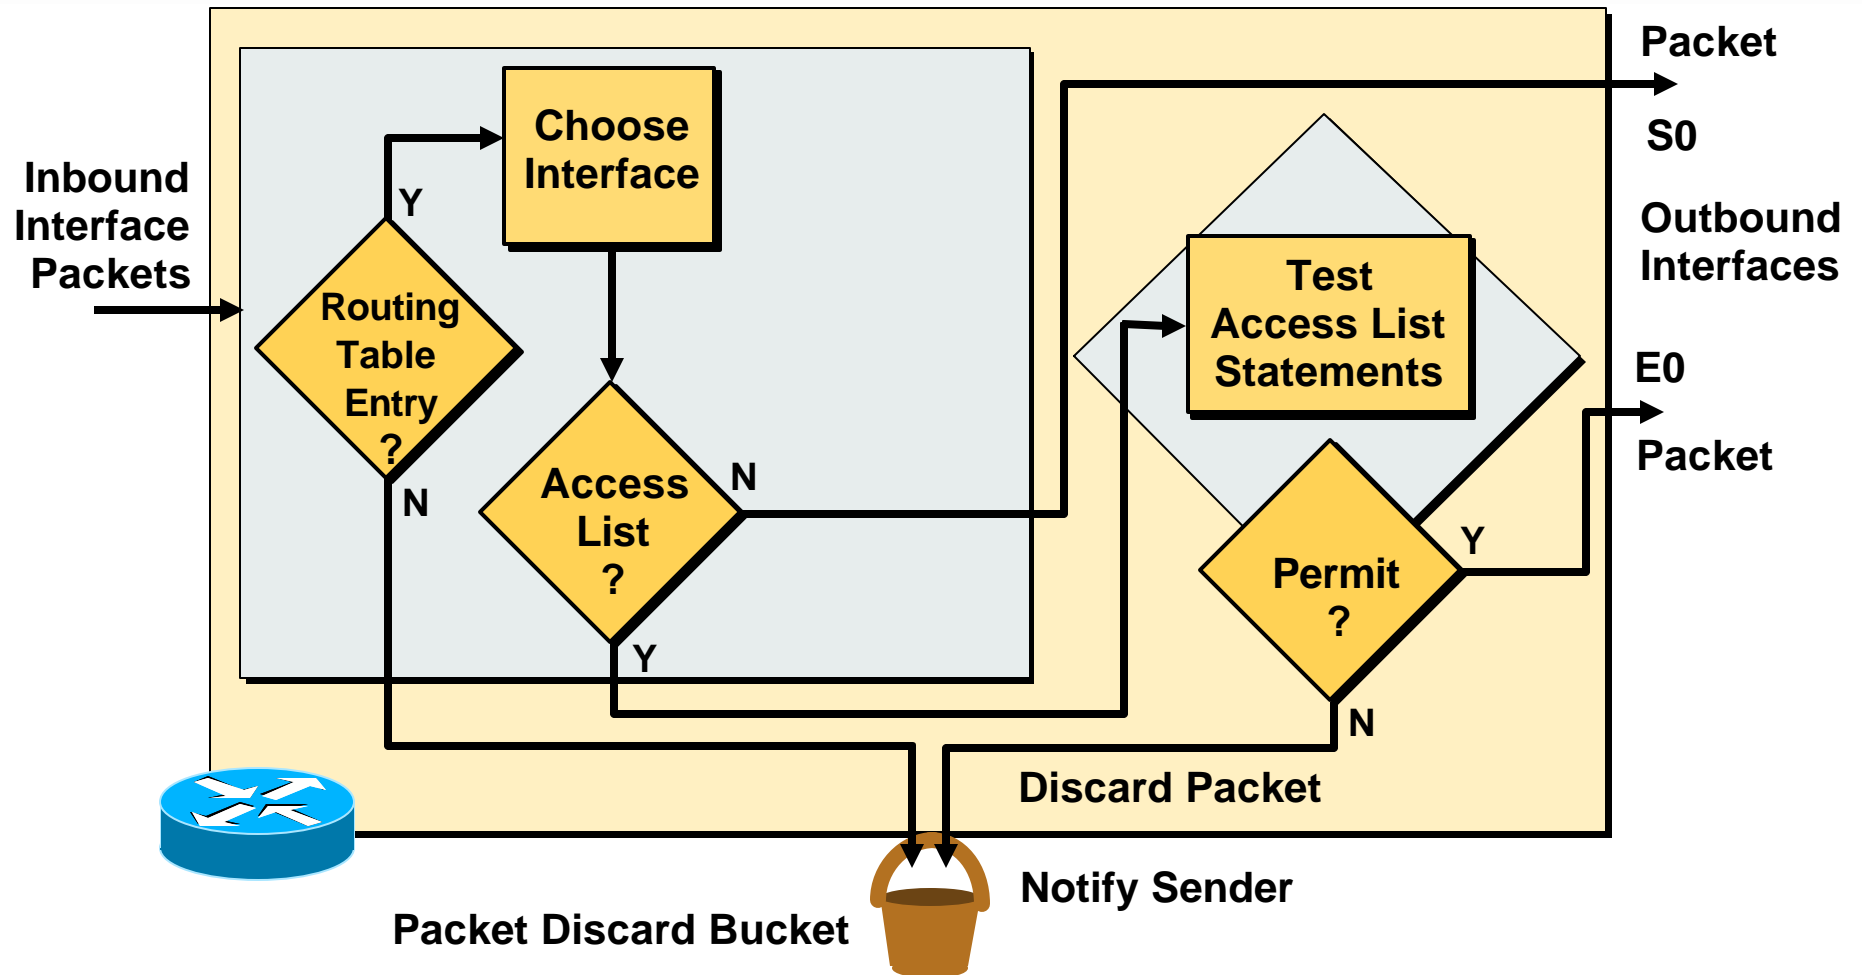 Inbound
Interface
Packets
Choose
Interface
Y
Routing
Table
Entry
?
N
Access
List
?
N
Y
Test
Access List
Statements
Permit
?
Y
N
Packet
S0
Outbound
Interfaces
E0
Packet
Discard Packet
Notify Sender
Packet Discard Bucket